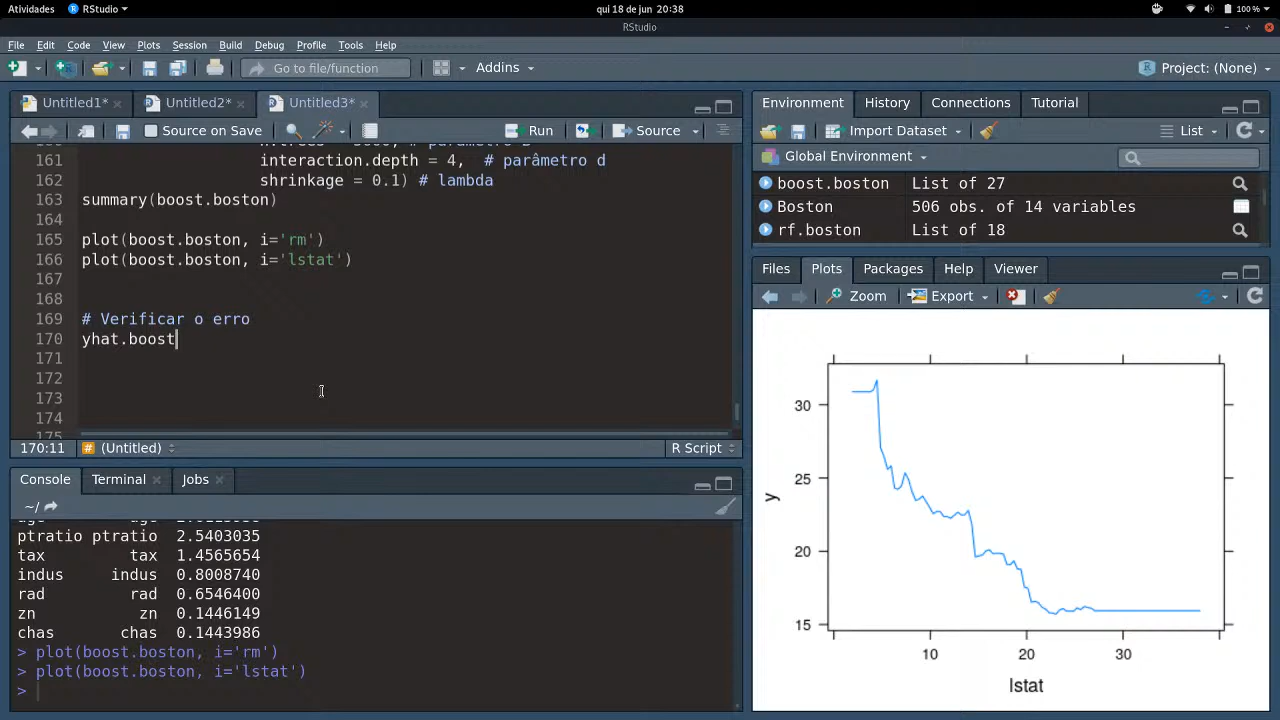 Atividades RStudio qui 18 de jun 20:38 100 %
RStudio
File Edit Code View Plots Session Build Debug Profile Tools Help
Go to file/function Addins Project: (None)
Untitled1* Untitled2* Untitled3*
Source on Save Run Source
161 interaction.depth = 4, # parâmetro d
162 shrinkage = 0.1) # lambda
163 summary(boost.boston)
164
165 plot(boost.boston, i='rm')
166 plot(boost.boston, i='lstat')
167
168
169 # Verificar o erro
170 yhat.boost
171
172
173
174
175
170:11 (Untitled) R Script
Console Terminal Jobs
~/
ptratio ptratio 2.5403035
tax tax 1.4565654
indus indus 0.8008740
rad rad 0.6546400
zn zn 0.1446149
chas chas 0.1443986
> plot(boost.boston, i='rm')
> plot(boost.boston, i='lstat')
>
Environment History Connections Tutorial
Import Dataset List
Global Environment
boost.boston List of 27
Boston 506 obs. of 14 variables
rf.boston List of 18
Files Plots Packages Help Viewer
Zoom Export
30
25
y
20
15
10 20 30
lstat